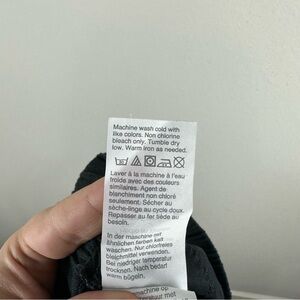 Machine wash cold with
like colors. Non chlorine
bleach only. Tumble dry
low. Warm iron as needed.
Laver à la machine à l'eau
froide avec des couleurs
similaires. Agent de
blanchiment non chloré
seulement. Sécher au
sèche-linge au cycle doux.
Repasser au fer tiède au
besoin.
In der maschine mit
ähnlichen farben kalt
waschen. Nur chlorfreies
bleichmittel verwenden.
Bei niedriger temperatur
trocknen. Nach bedarf
warm bügeln.
machine op
met